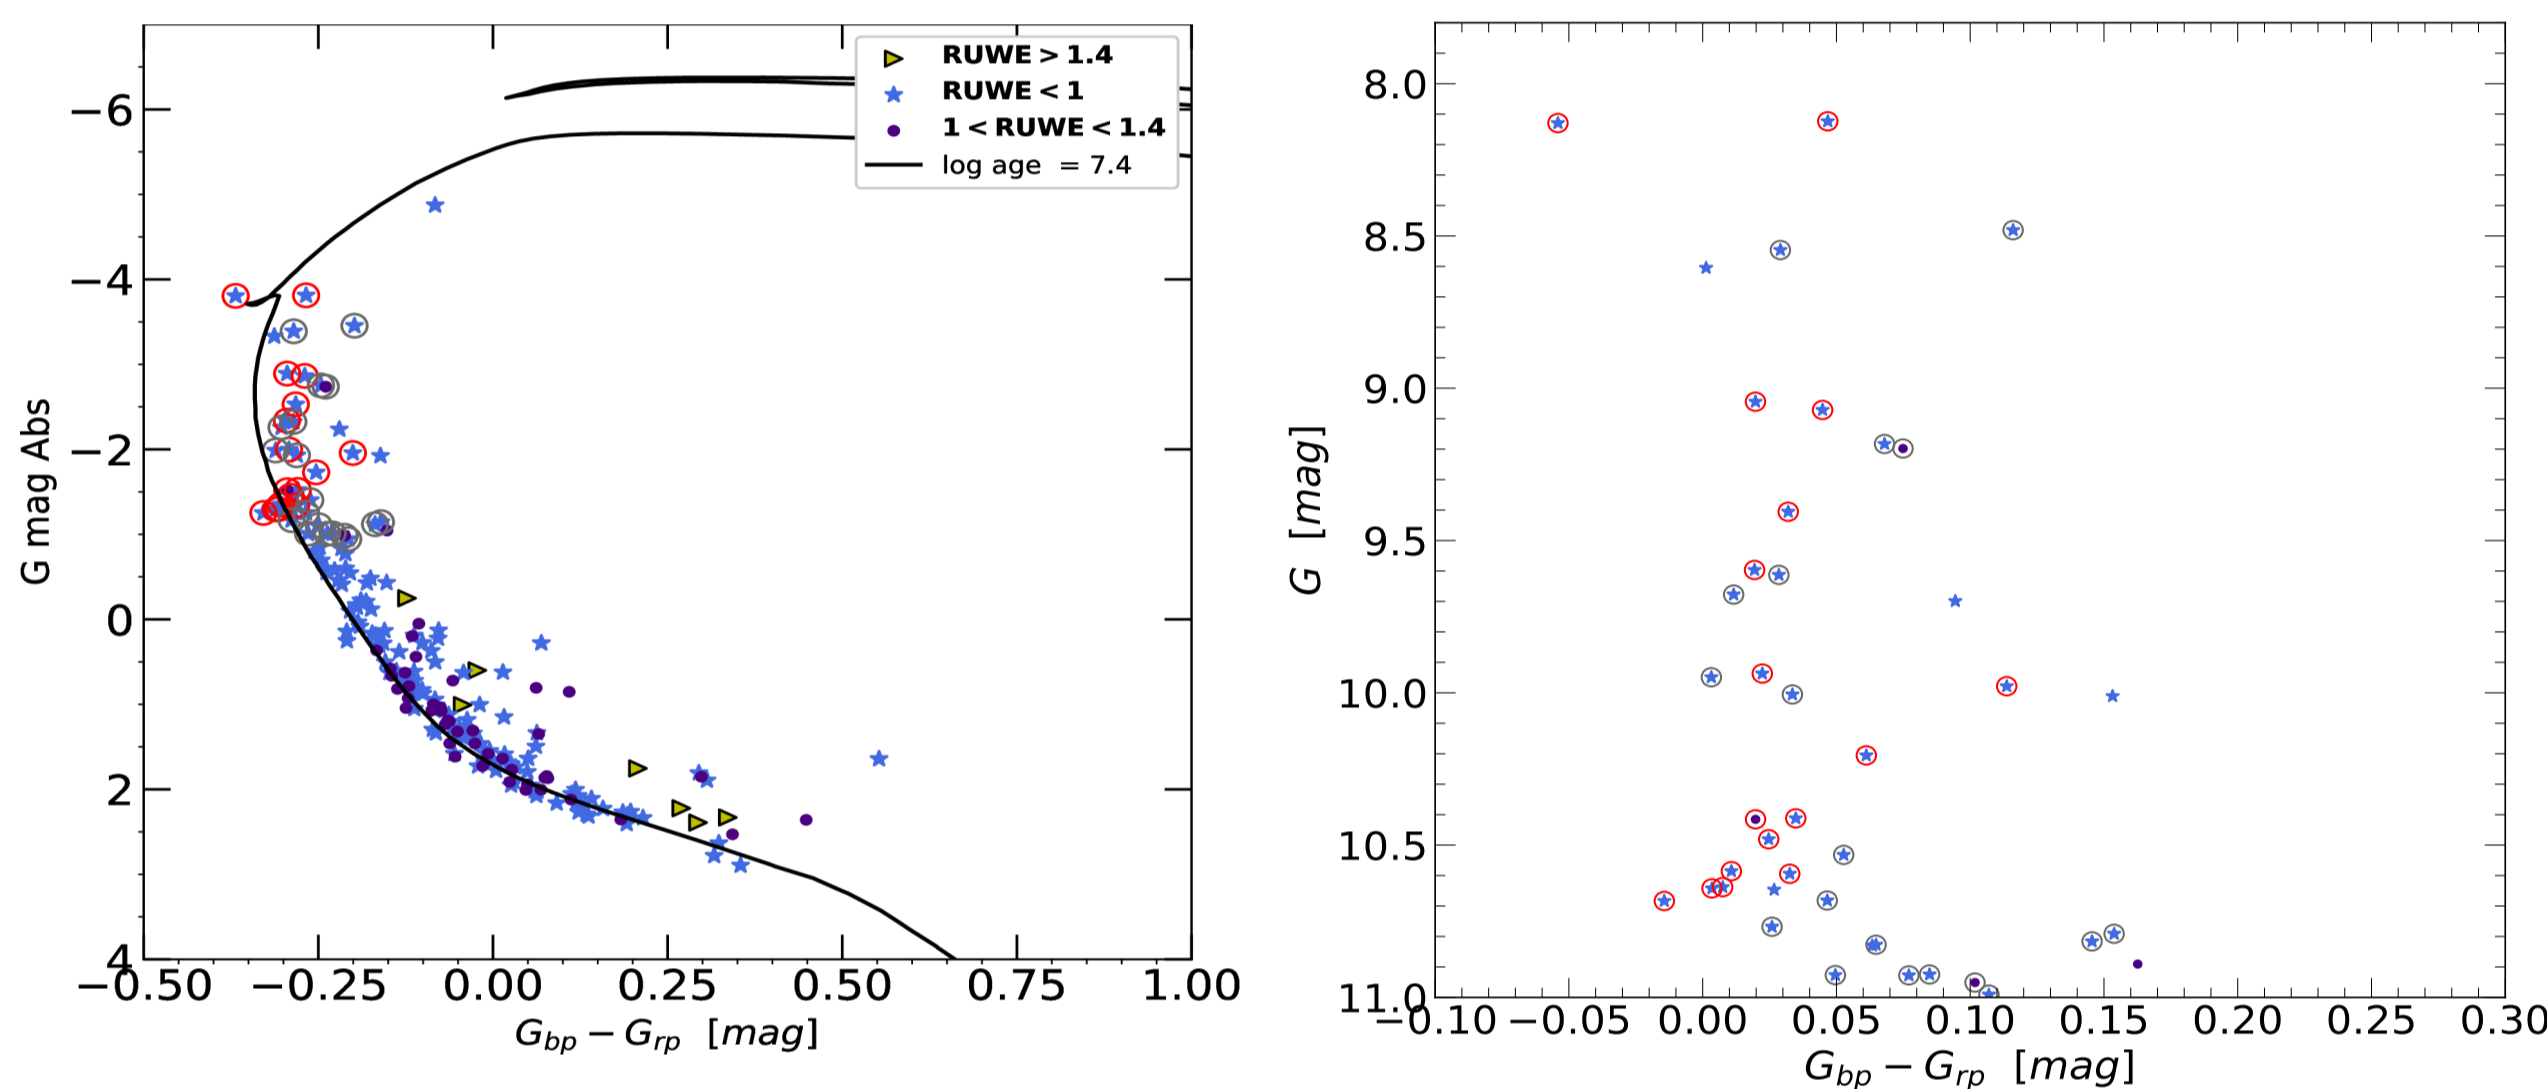 RUWE > 1.4
RUWE < 1
1 < RUWE < 1.4
log age = 7.4
−6
−4
−2
0
2
4
G mag Abs
−0.50 −0.25 0.00 0.25 0.50 0.75 1.00
G_bp − G_rp [mag]
8.0
8.5
9.0
9.5
10.0
10.5
11.0
G [mag]
−0.10 −0.05 0.00 0.05 0.10 0.15 0.20 0.25 0.30
G_bp − G_rp [mag]